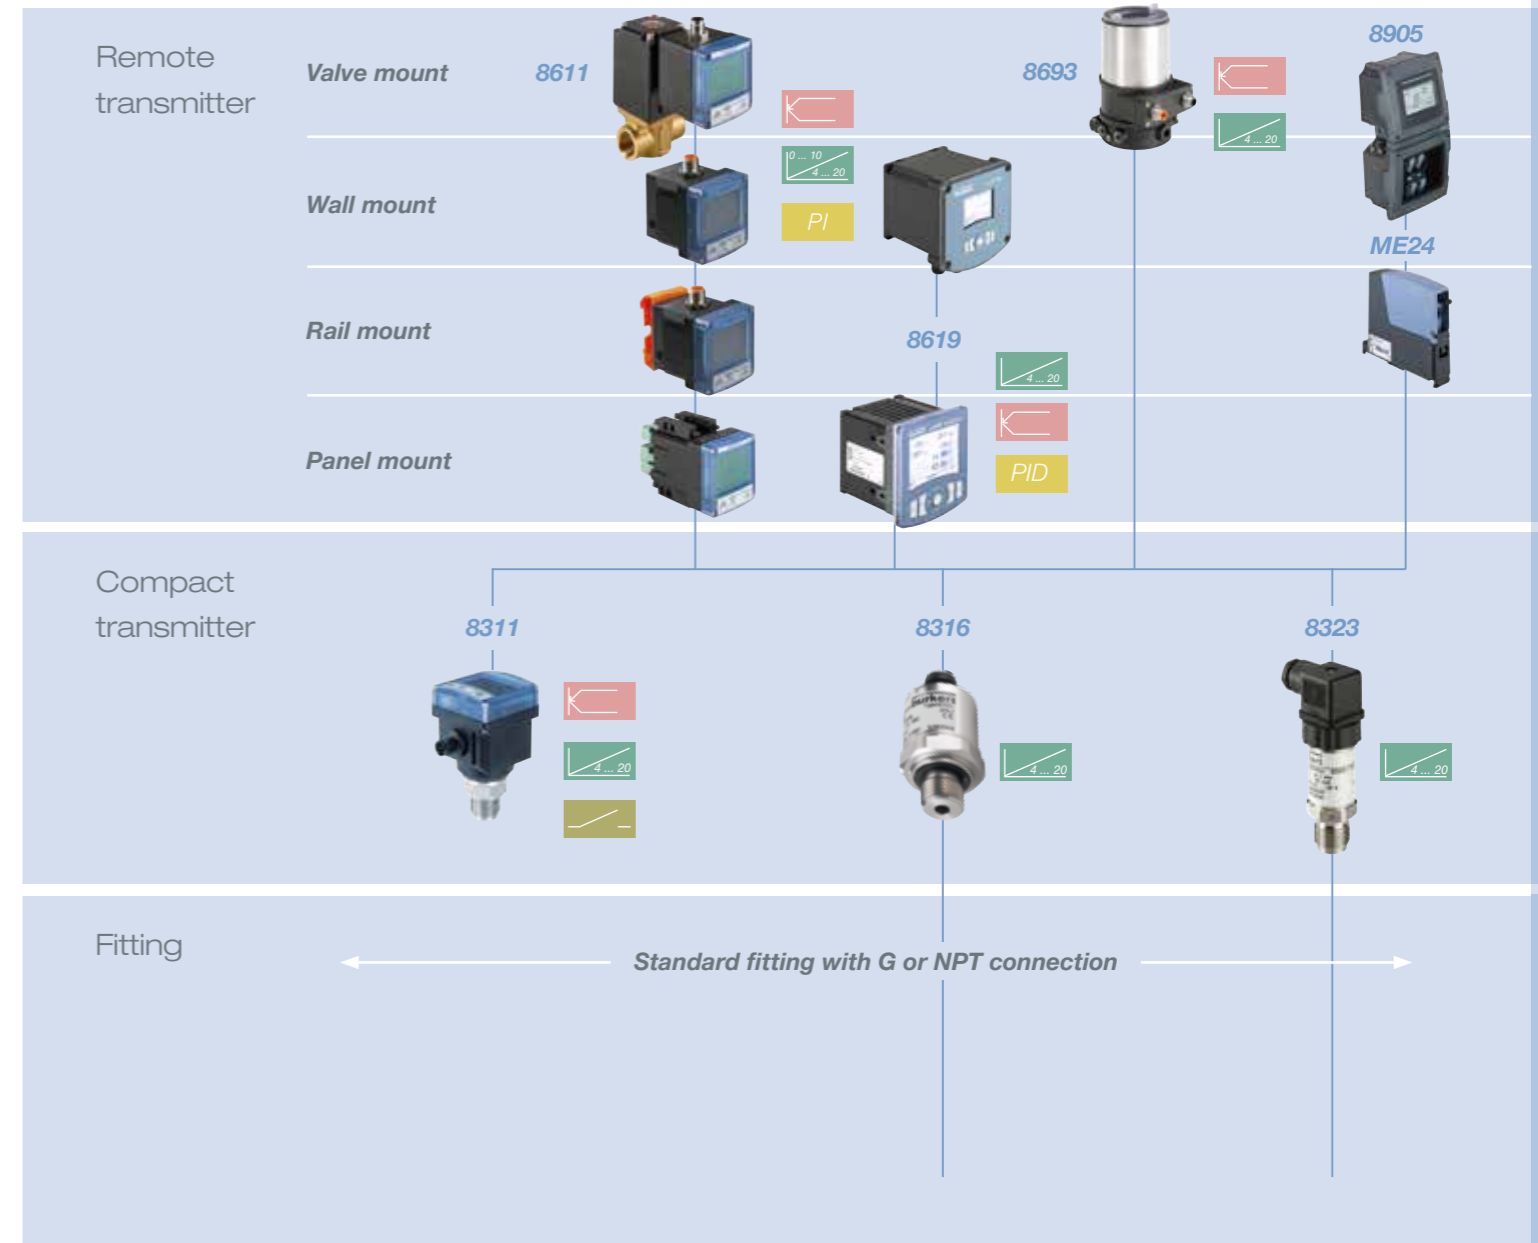 Remote
transmitter
Valve mount
8611
8693
8905
4 ... 20
0 ... 10
4 ... 20
PI
Wall mount
ME24
Rail mount
8619
4 ... 20
Panel mount
PID
Compact
transmitter
8311
8316
8323
burkert
4 ... 20
4 ... 20
4 ... 20
Fitting
Standard fitting with G or NPT connection